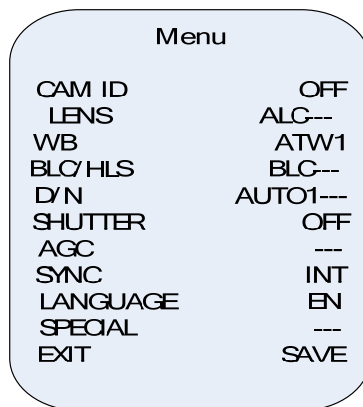 Menu
CAM ID OFF
LENS ALC---
WB ATW1
BLC/HLS BLC---
D/N AUTO1---
SHUTTER OFF
AGC ---
SYNC INT
LANGUAGE EN
SPECIAL ---
EXIT SAVE